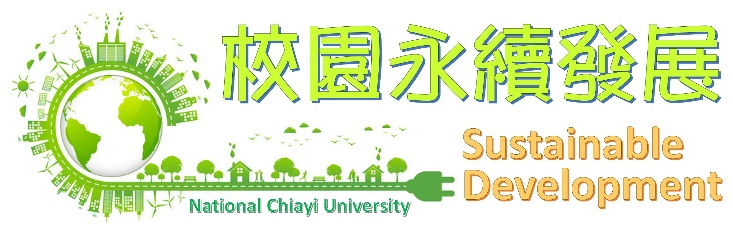 校園永續發展
Sustainable
Development
National Chiayi University